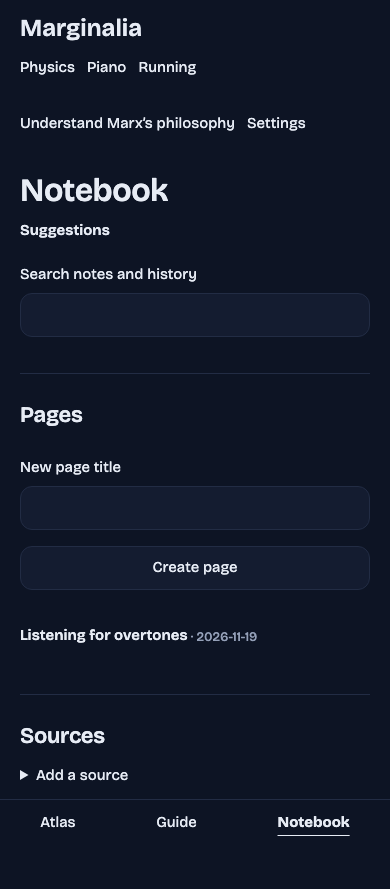 Marginalia
Physics Piano Running
Understand Marx's philosophy Settings
Notebook
Suggestions
Search notes and history
Pages
New page title
Create page
Listening for overtones · 2026-11-19
Sources
Add a source
Atlas Guide Notebook